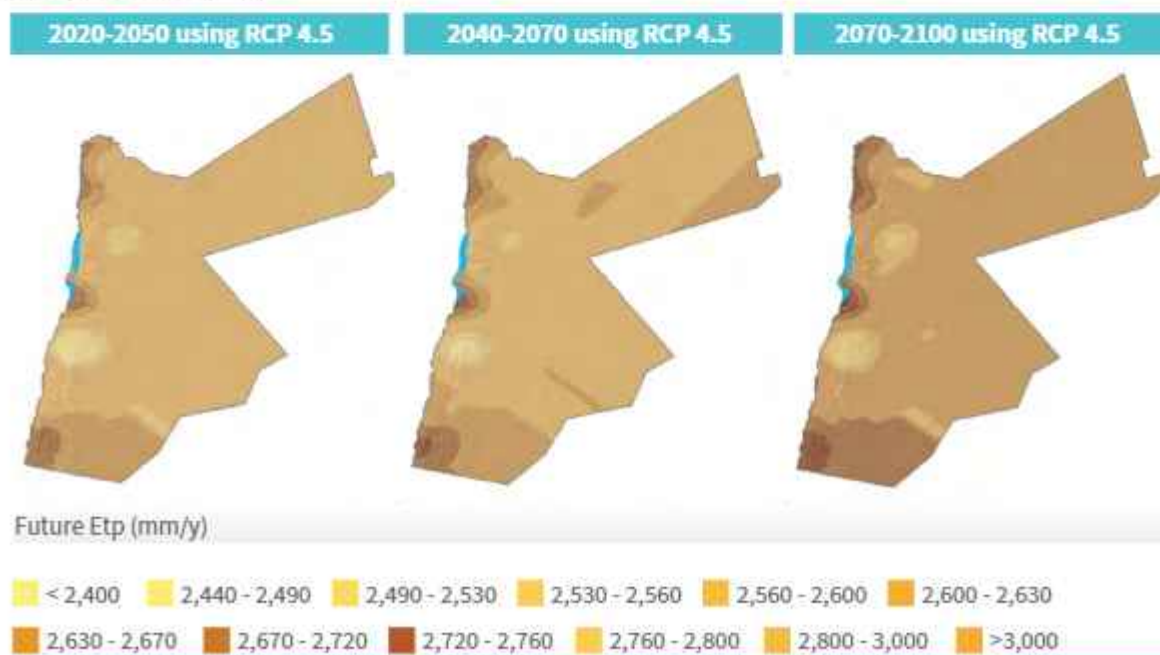 2020-2050 using RCP 4.5 2040-2070 using RCP 4.5 2070-2100 using RCP 4.5
Future Etp (mm/y)
< 2,400 2,440 - 2,490 2,490 - 2,530 2,530 - 2,560 2,560 - 2,600 2,600 - 2,630
2,630 - 2,670 2,670 - 2,720 2,720 - 2,760 2,760 - 2,800 2,800 - 3,000 >3,000